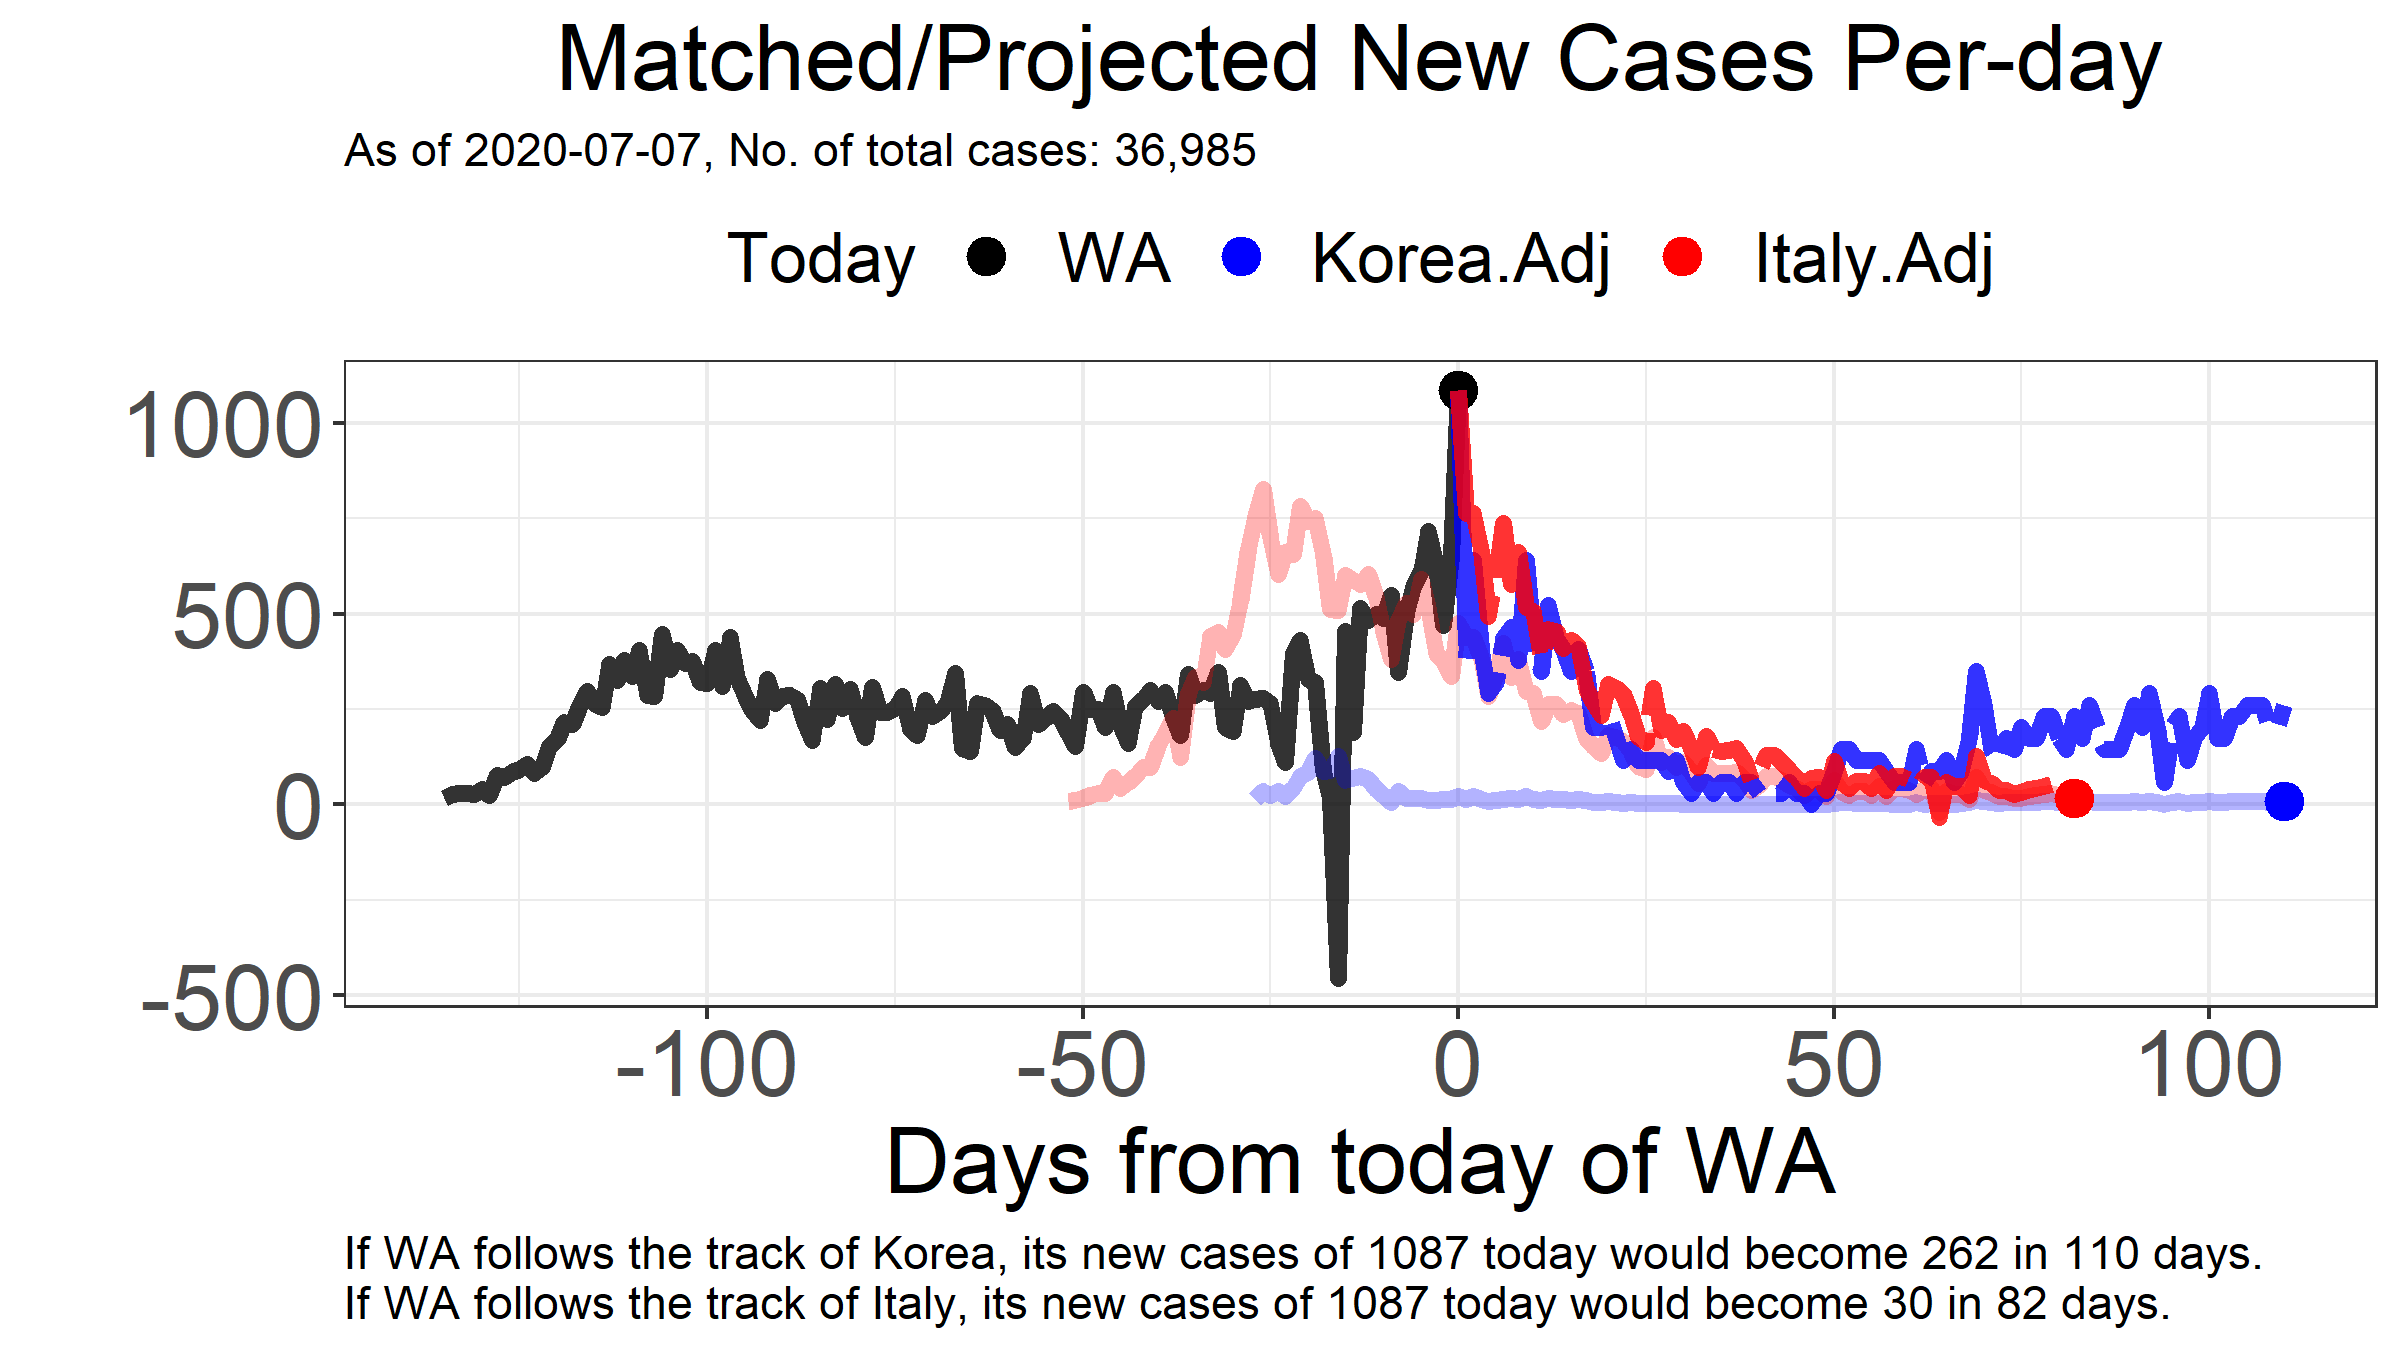 Matched/Projected New Cases Per-day
As of 2020-07-07, No. of total cases: 36,985
Today WA Korea.Adj Italy.Adj
1000
500
0
-500
-100 -50 0 50 100
Days from today of WA
If WA follows the track of Korea, its new cases of 1087 today would become 262 in 110 days.
If WA follows the track of Italy, its new cases of 1087 today would become 30 in 82 days.